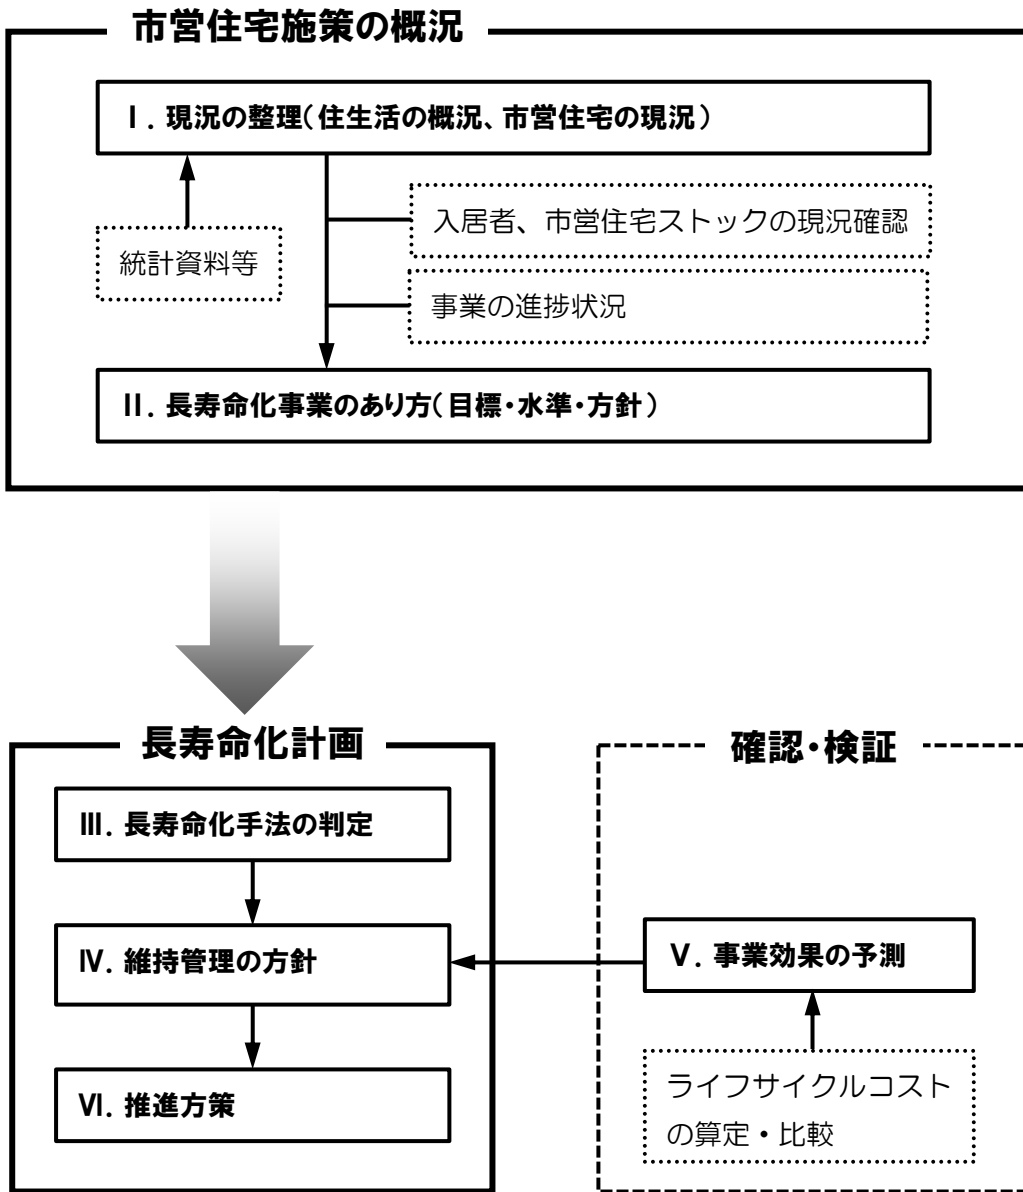 市営住宅施策の概況
Ⅰ. 現況の整理(住生活の概況、市営住宅の現況)
入居者、市営住宅ストックの現況確認
統計資料等
事業の進捗状況
Ⅱ. 長寿命化事業のあり方(目標・水準・方針)
長寿命化計画
Ⅲ. 長寿命化手法の判定
Ⅳ. 維持管理の方針
Ⅵ. 推進方策
確認・検証
Ⅴ. 事業効果の予測
ライフサイクルコスト
の算定・比較